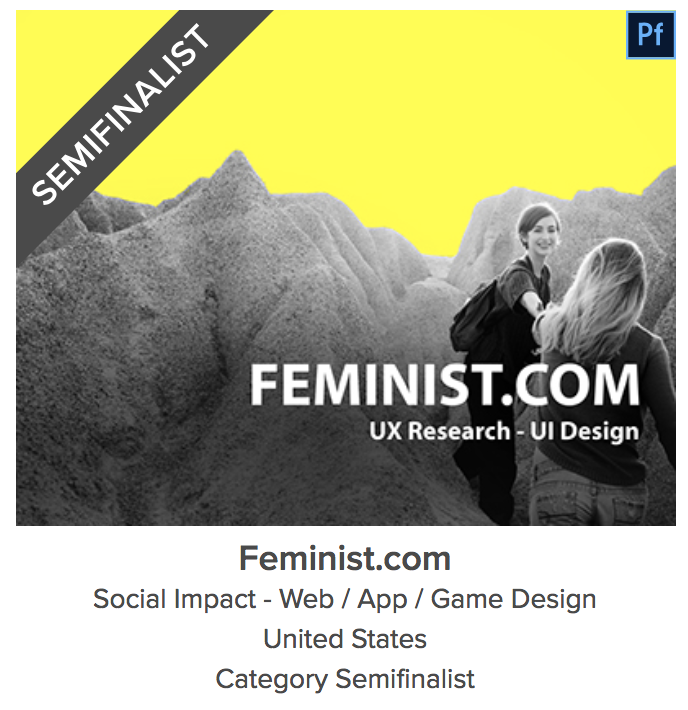 SEMIFINALIST
Pf
FEMINIST.COM
UX Research - UI Design
Feminist.com
Social Impact - Web / App / Game Design
United States
Category Semifinalist